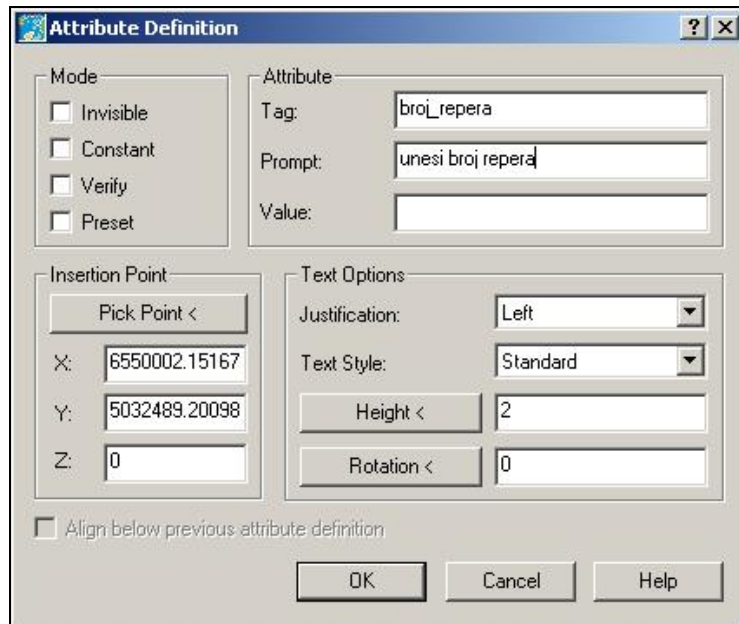 Attribute Definition
Mode
Invisible
Constant
Verify
Preset
Attribute
Tag: broj_repera
Prompt: unesi broj repera
Value:
Insertion Point
Pick Point <
X: 6550002.15167
Y: 5032489.20098
Z: 0
Text Options
Justification: Left
Text Style: Standard
Height < 2
Rotation < 0
Align below previous attribute definition
OK Cancel Help